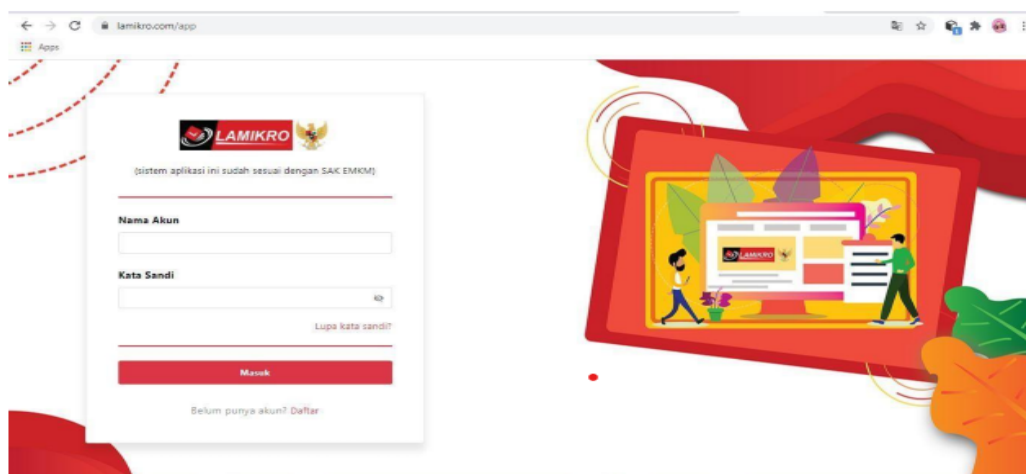 lamikro.com/app
Apps
LAMIKRO
(sistem aplikasi ini sudah sesuai dengan SAK EMKM)
Nama Akun
Kata Sandi
Lupa kata sandi?
Masuk
Belum punya akun? Daftar
LAMIKRO